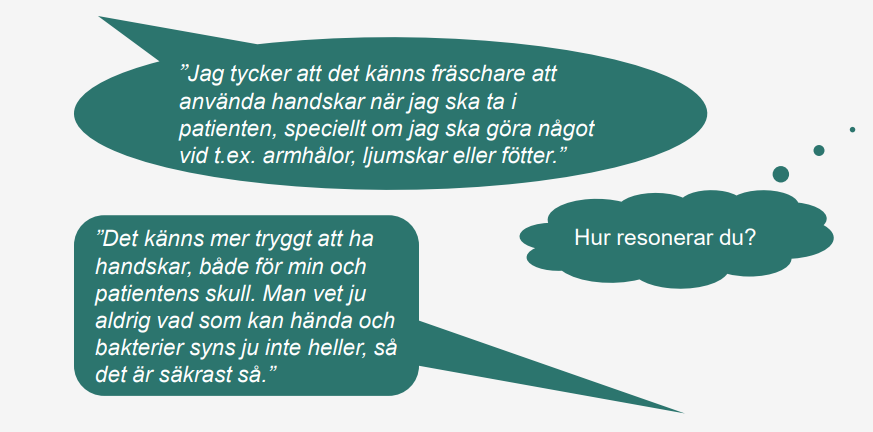 ”Jag tycker att det känns fräschare att
använda handskar när jag ska ta i
patienten, speciellt om jag ska göra något
vid t.ex. armhålor, ljumskar eller fötter.”
Hur resonerar du?
”Det känns mer tryggt att ha
handskar, både för min och
patientens skull. Man vet ju
aldrig vad som kan hända och
bakterier syns ju inte heller, så
det är säkrast så.”